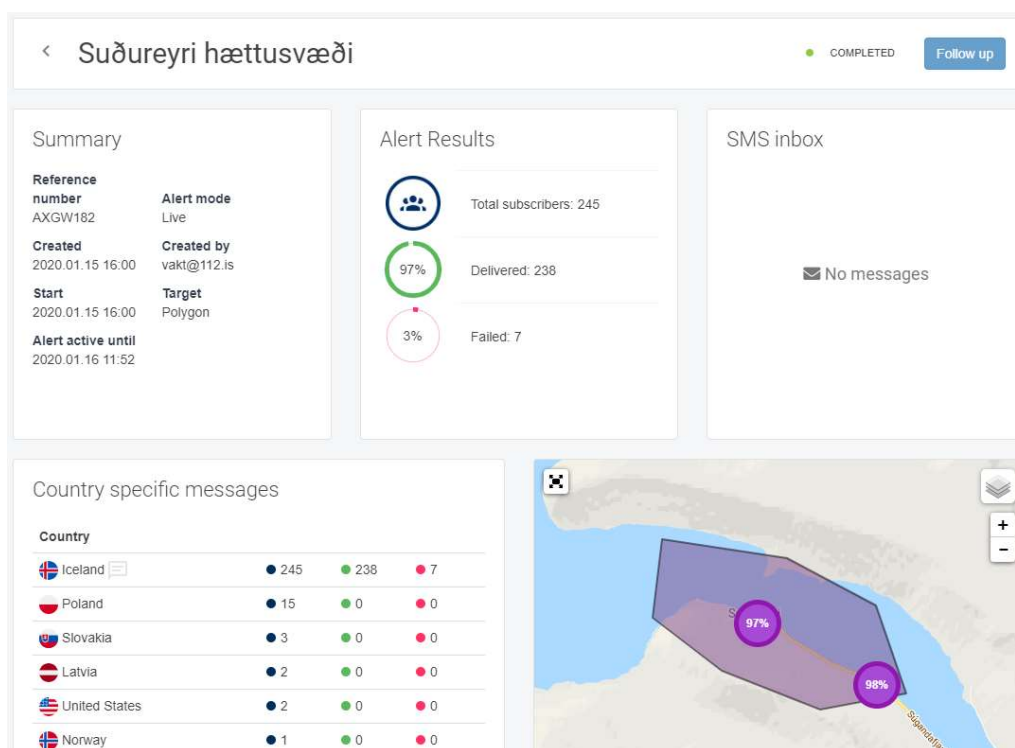 Suðureyri hættusvæði
COMPLETED
Follow up
Summary
Reference
number
AXGW182
Alert mode
Live
Created
2020.01.15 16:00
Created by
vakt@112.is
Start
2020.01.15 16:00
Target
Polygon
Alert active until
2020.01.16 11:52
Alert Results
Total subscribers: 245
97%
Delivered: 238
3%
Failed: 7
SMS inbox
No messages
Country specific messages
Country
Iceland 245 238 7
Poland 15 0 0
Slovakia 3 0 0
Latvia 2 0 0
United States 2 0 0
Norway 1 0 0
+
−
97%
98%